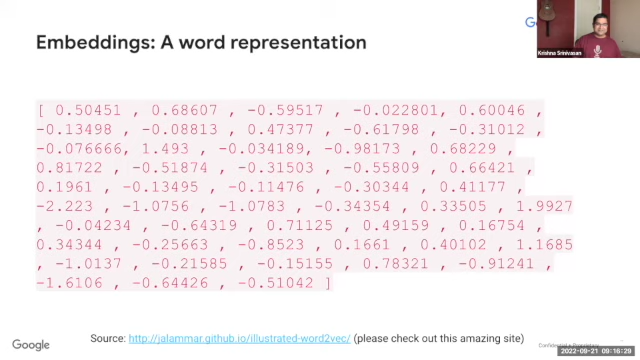 Embeddings: A word representation
Krishna Srinivasan
[ 0.50451 , 0.68607 , -0.59517 , -0.022801, 0.60046 ,
-0.13498 , -0.08813 , 0.47377 , -0.61798 , -0.31012 ,
-0.076666, 1.493 , -0.034189, -0.98173 , 0.68229 ,
0.81722 , -0.51874 , -0.31503 , -0.55809 , 0.66421 ,
0.1961 , -0.13495 , -0.11476 , -0.30344 , 0.41177 ,
-2.223 , -1.0756 , -1.0783 , -0.34354 , 0.33505 , 1.9927
, -0.04234 , -0.64319 , 0.71125 , 0.49159 , 0.16754 ,
0.34344 , -0.25663 , -0.8523 , 0.1661 , 0.40102 , 1.1685
, -1.0137 , -0.21585 , -0.15155 , 0.78321 , -0.91241 ,
-1.6106 , -0.64426 , -0.51042 ]
Source: http://jalammar.github.io/illustrated-word2vec/ (please check out this amazing site)
Google
2022-09-21 09:16:29